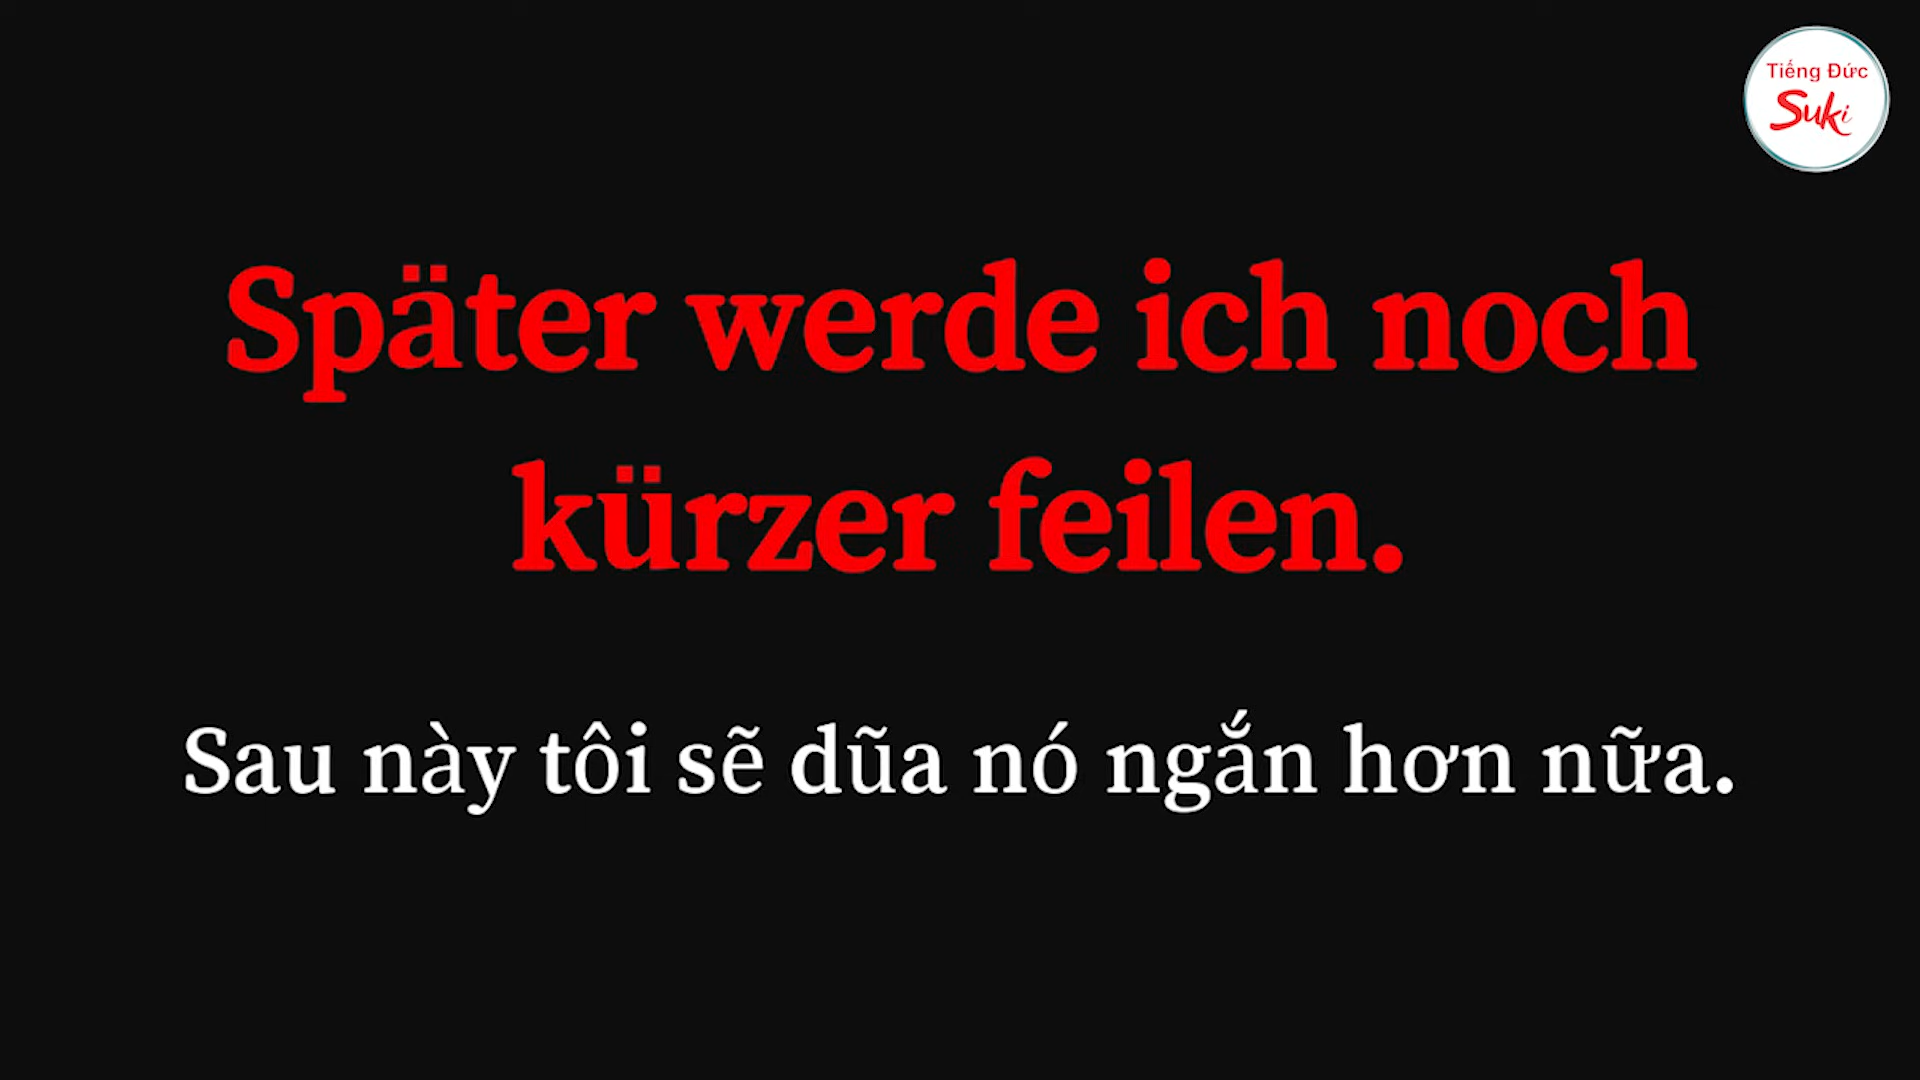 Tiếng Đức
Suki
Später werde ich noch
kürzer feilen.
Sau này tôi sẽ dũa nó ngắn hơn nữa.